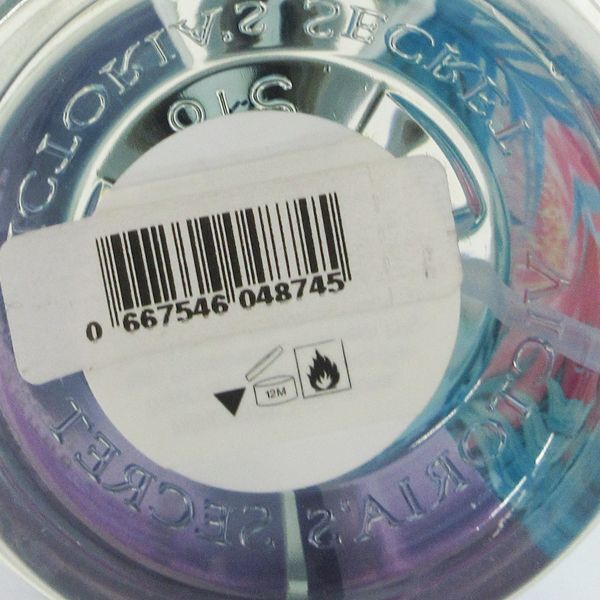 VICTORIA'S SECRET
0 667546 048745
12M
VICTORIA'S SECRET